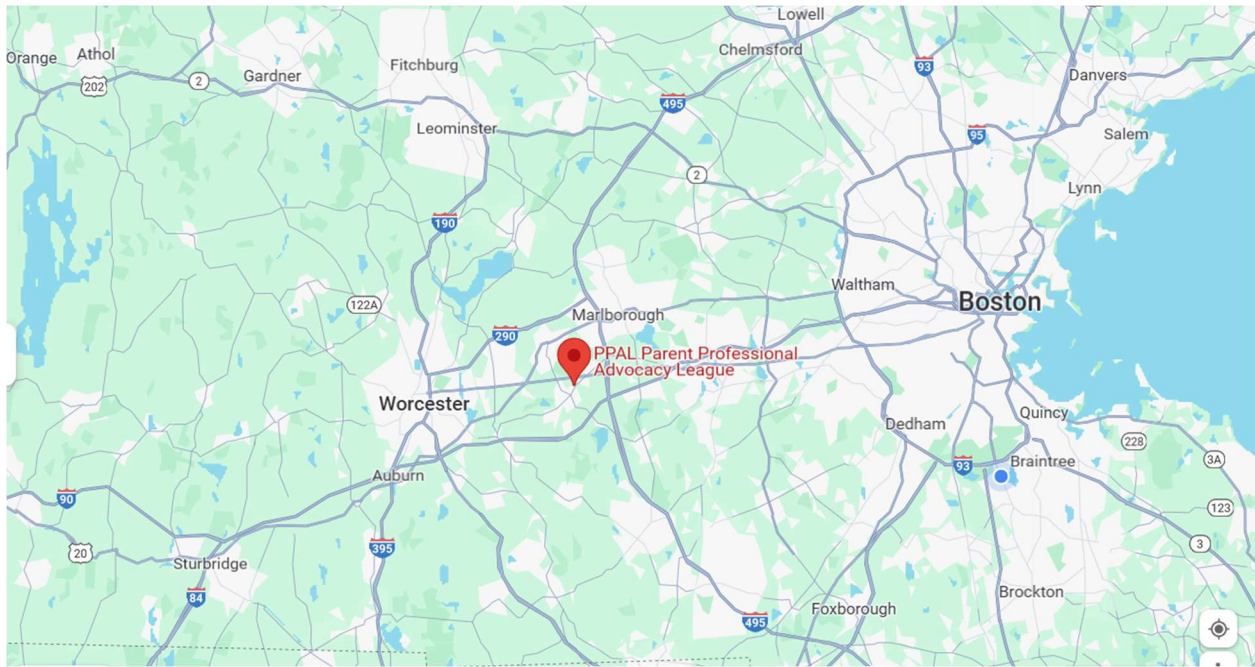 Lowell
Chelmsford
93
Orange
Athol
Fitchburg
Danvers
2
Gardner
202
495
Leominster
95
Salem
2
Lynn
190
Waltham
122A
Boston
Marlborough
290
PPAL Parent Professional
Advocacy League
Worcester
Quincy
Dedham
228
3A
93
Braintree
Auburn
90
123
395
3
20
Sturbridge
84
Brockton
Foxborough
495